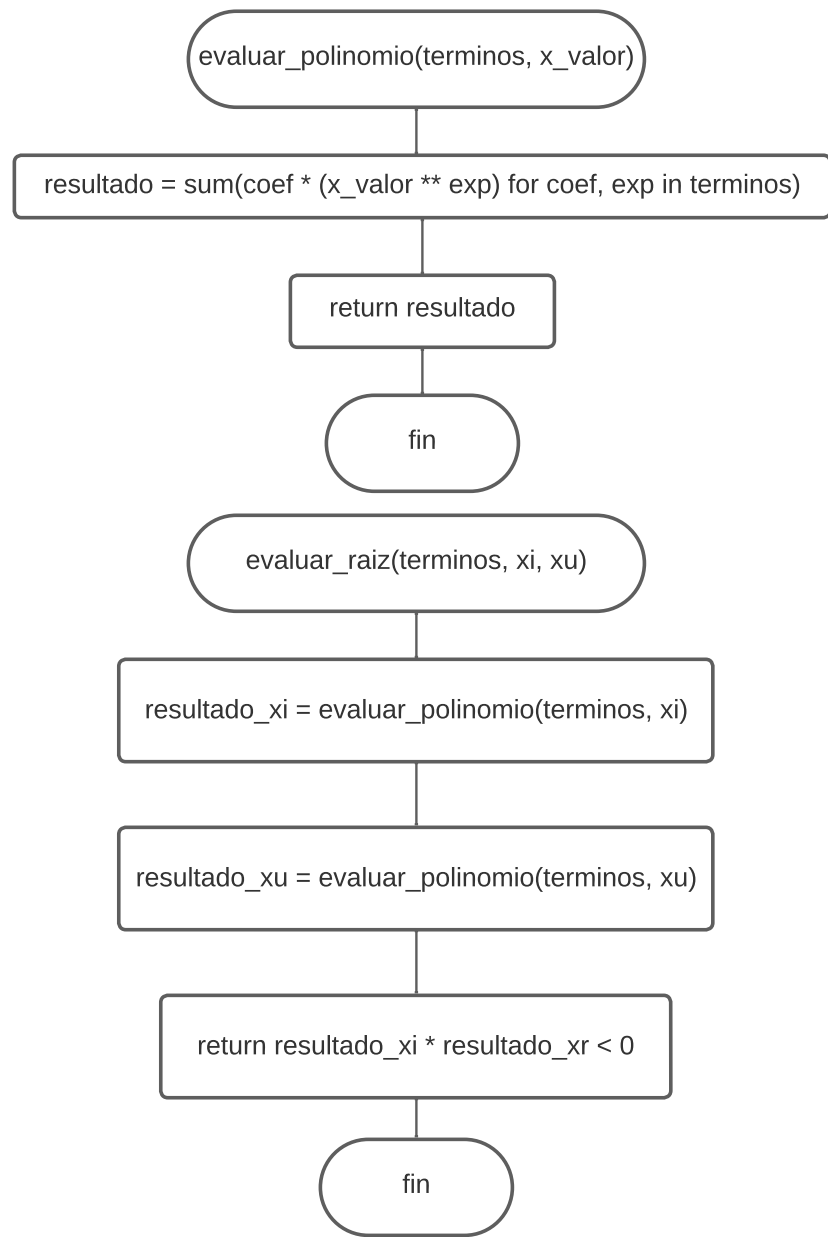 evaluar_polinomio(terminos, x_valor)
resultado = sum(coef * (x_valor ** exp) for coef, exp in terminos)
return resultado
fin
evaluar_raiz(terminos, xi, xu)
resultado_xi = evaluar_polinomio(terminos, xi)
resultado_xu = evaluar_polinomio(terminos, xu)
return resultado_xi * resultado_xr < 0
fin